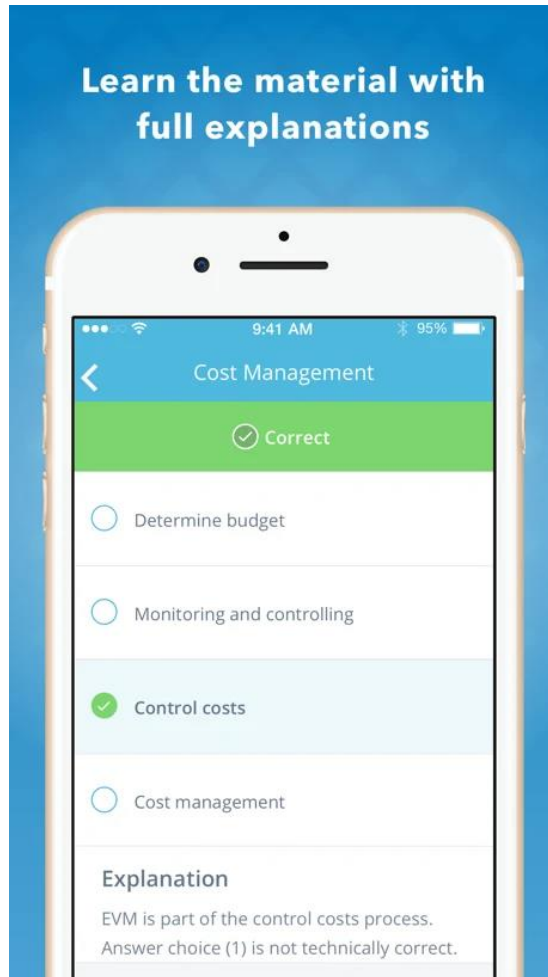 Learn the material with
full explanations
9:41 AM
95%
Cost Management
Correct
Determine budget
Monitoring and controlling
Control costs
Cost management
Explanation
EVM is part of the control costs process.
Answer choice (1) is not technically correct.